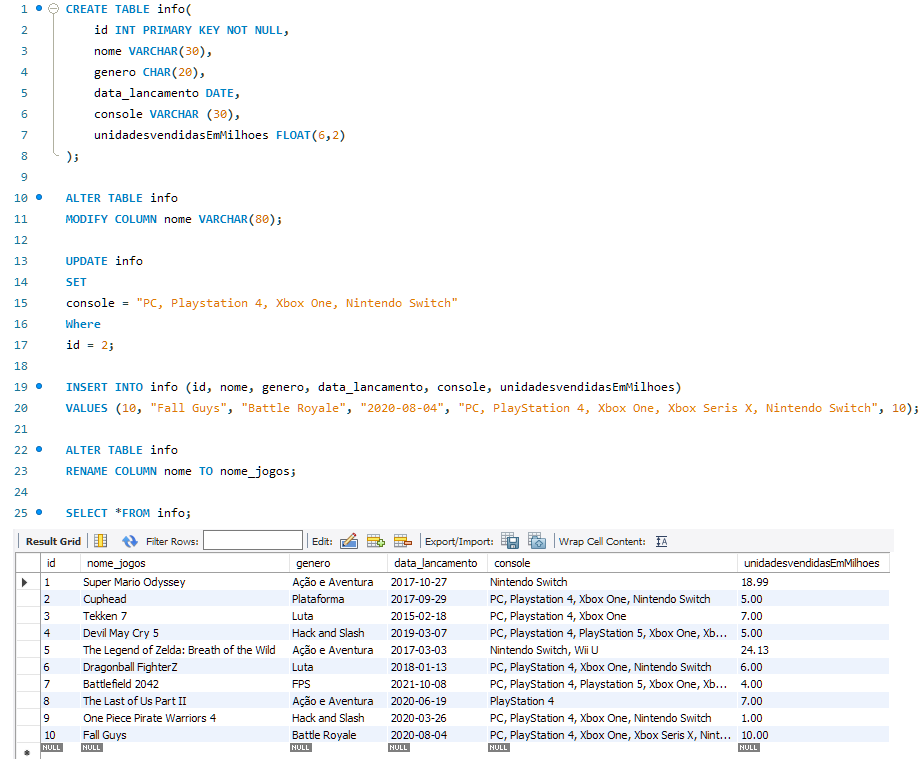 1 CREATE TABLE info(
2 id INT PRIMARY KEY NOT NULL,
3 nome VARCHAR(30),
4 genero CHAR(20),
5 data_lancamento DATE,
6 console VARCHAR (30),
7 unidadesvendidasEmMilhoes FLOAT(6,2)
8 );
9
10 ALTER TABLE info
11 MODIFY COLUMN nome VARCHAR(80);
12
13 UPDATE info
14 SET
15 console = "PC, Playstation 4, Xbox One, Nintendo Switch"
16 Where
17 id = 2;
18
19 INSERT INTO info (id, nome, genero, data_lancamento, console, unidadesvendidasEmMilhoes)
20 VALUES (10, "Fall Guys", "Battle Royale", "2020-08-04", "PC, PlayStation 4, Xbox One, Xbox Seris X, Nintendo Switch", 10);
21
22 ALTER TABLE info
23 RENAME COLUMN nome TO nome_jogos;
24
25 SELECT *FROM info;
Result Grid Filter Rows: Edit: Export/Import: Wrap Cell Content:
id nome_jogos genero data_lancamento console unidadesvendidasEmMilhoes
1 Super Mario Odyssey Ação e Aventura 2017-10-27 Nintendo Switch 18.99
2 Cuphead Plataforma 2017-09-29 PC, Playstation 4, Xbox One, Nintendo Switch 5.00
3 Tekken 7 Luta 2015-02-18 PC, Playstation 4, Xbox One 7.00
4 Devil May Cry 5 Hack and Slash 2019-03-07 PC, Playstation 4, PlayStation 5, Xbox One, Xb... 5.00
5 The Legend of Zelda: Breath of the Wild Ação e Aventura 2017-03-03 Nintendo Switch, Wii U 24.13
6 Dragonball FighterZ Luta 2018-01-13 PC, PlayStation 4, Xbox One, Nintendo Switch 6.00
7 Battlefield 2042 FPS 2021-10-08 PC, PlayStation 4, Playstation 5, Xbox One, Xb... 4.00
8 The Last of Us Part II Ação e Aventura 2020-06-19 PlayStation 4 7.00
9 One Piece Pirate Warriors 4 Hack and Slash 2020-03-26 PC, PlayStation 4, Xbox One, Nintendo Switch 1.00
10 Fall Guys Battle Royale 2020-08-04 PC, PlayStation 4, Xbox One, Xbox Seris X, Nint... 10.00
NULL NULL NULL NULL NULL NULL